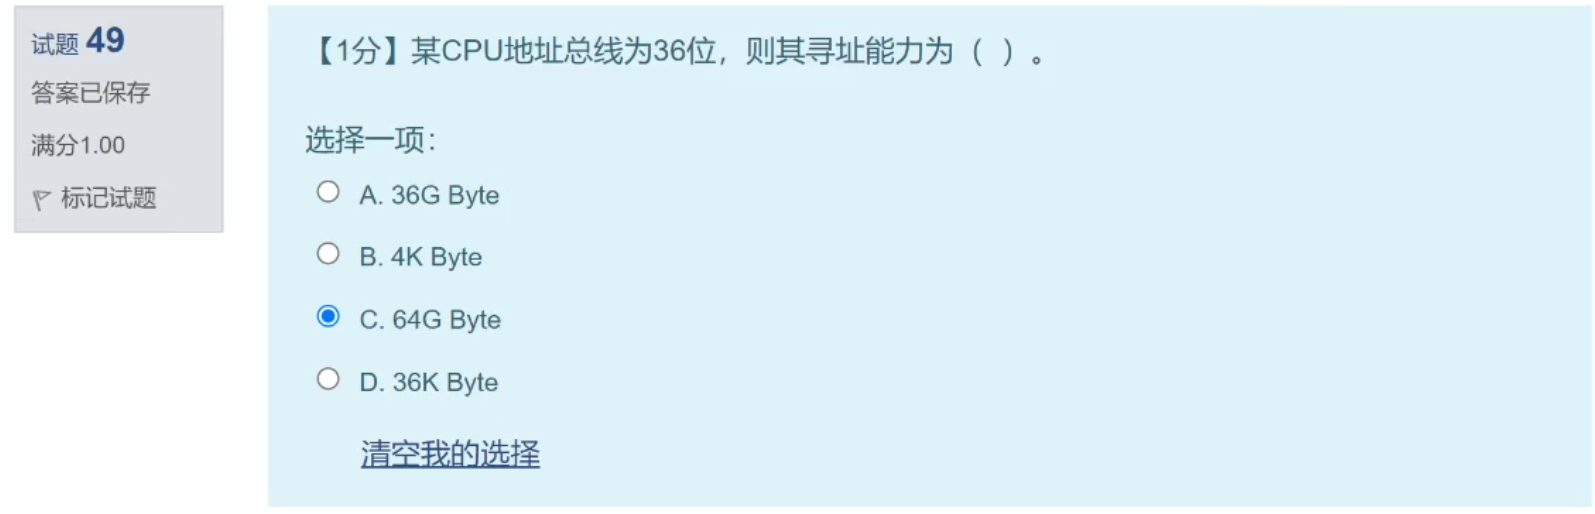 试题 49
答案已保存
满分1.00
标记试题
【1分】某CPU地址总线为36位，则其寻址能力为（ ）。
选择一项：
A. 36G Byte
B. 4K Byte
C. 64G Byte
D. 36K Byte
清空我的选择